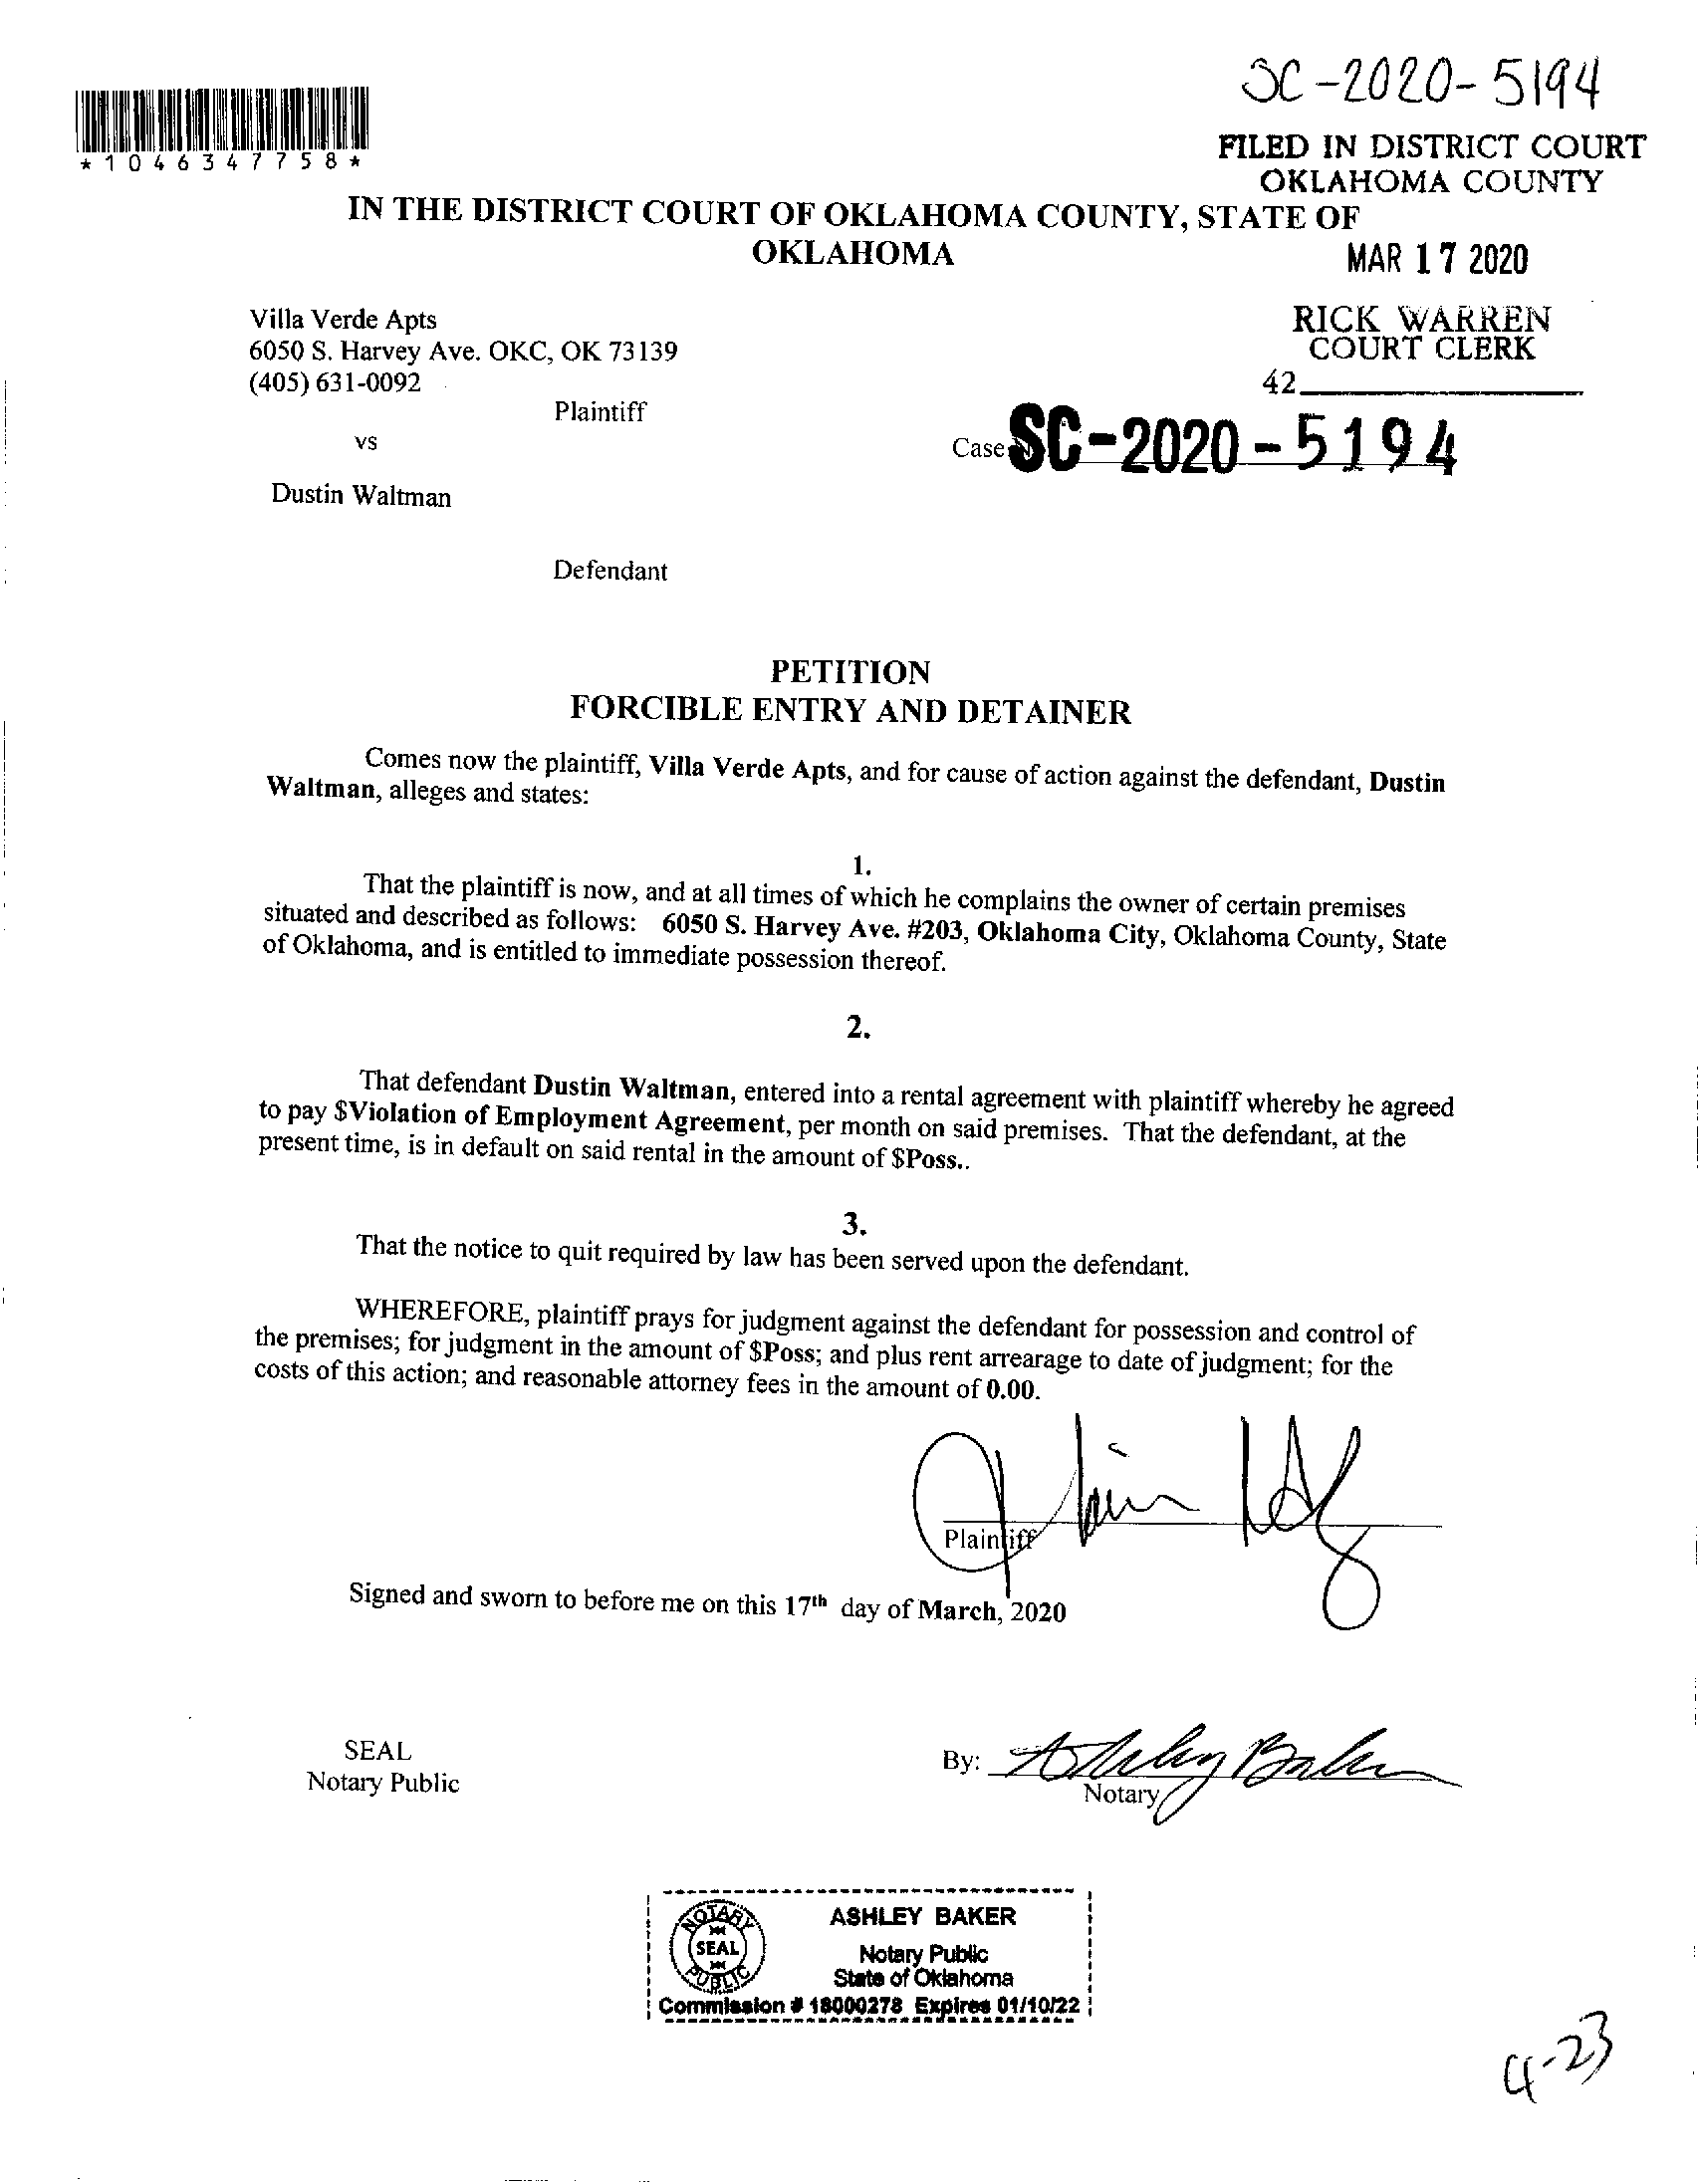 SC-2020-5194
*1046347758*
FILED IN DISTRICT COURT
OKLAHOMA COUNTY
IN THE DISTRICT COURT OF OKLAHOMA COUNTY, STATE OF
OKLAHOMA
MAR 17 2020
Villa Verde Apts
6050 S. Harvey Ave. OKC, OK 73139
(405) 631-0092
RICK WARREN
COURT CLERK
42
Plaintiff
vs
Case SC-2020-5194
Dustin Waltman
Defendant
PETITION
FORCIBLE ENTRY AND DETAINER
Comes now the plaintiff, Villa Verde Apts, and for cause of action against the defendant, Dustin
Waltman, alleges and states:
1.
That the plaintiff is now, and at all times of which he complains the owner of certain premises
situated and described as follows: 6050 S. Harvey Ave. #203, Oklahoma City, Oklahoma County, State
of Oklahoma, and is entitled to immediate possession thereof.
2.
That defendant Dustin Waltman, entered into a rental agreement with plaintiff whereby he agreed
to pay $Violation of Employment Agreement, per month on said premises. That the defendant, at the
present time, is in default on said rental in the amount of $Poss..
3.
That the notice to quit required by law has been served upon the defendant.
WHEREFORE, plaintiff prays for judgment against the defendant for possession and control of
the premises; for judgment in the amount of $Poss; and plus rent arrearage to date of judgment; for the
costs of this action; and reasonable attorney fees in the amount of 0.00.
Plaintiff
Signed and sworn to before me on this 17th day of March, 2020
SEAL
Notary Public
By: Ashley Baker
Notary
NOTARY
SEAL
PUBLIC
ASHLEY BAKER
Notary Public
State of Oklahoma
Commission # 18000278 Expires 01/10/22
4-23